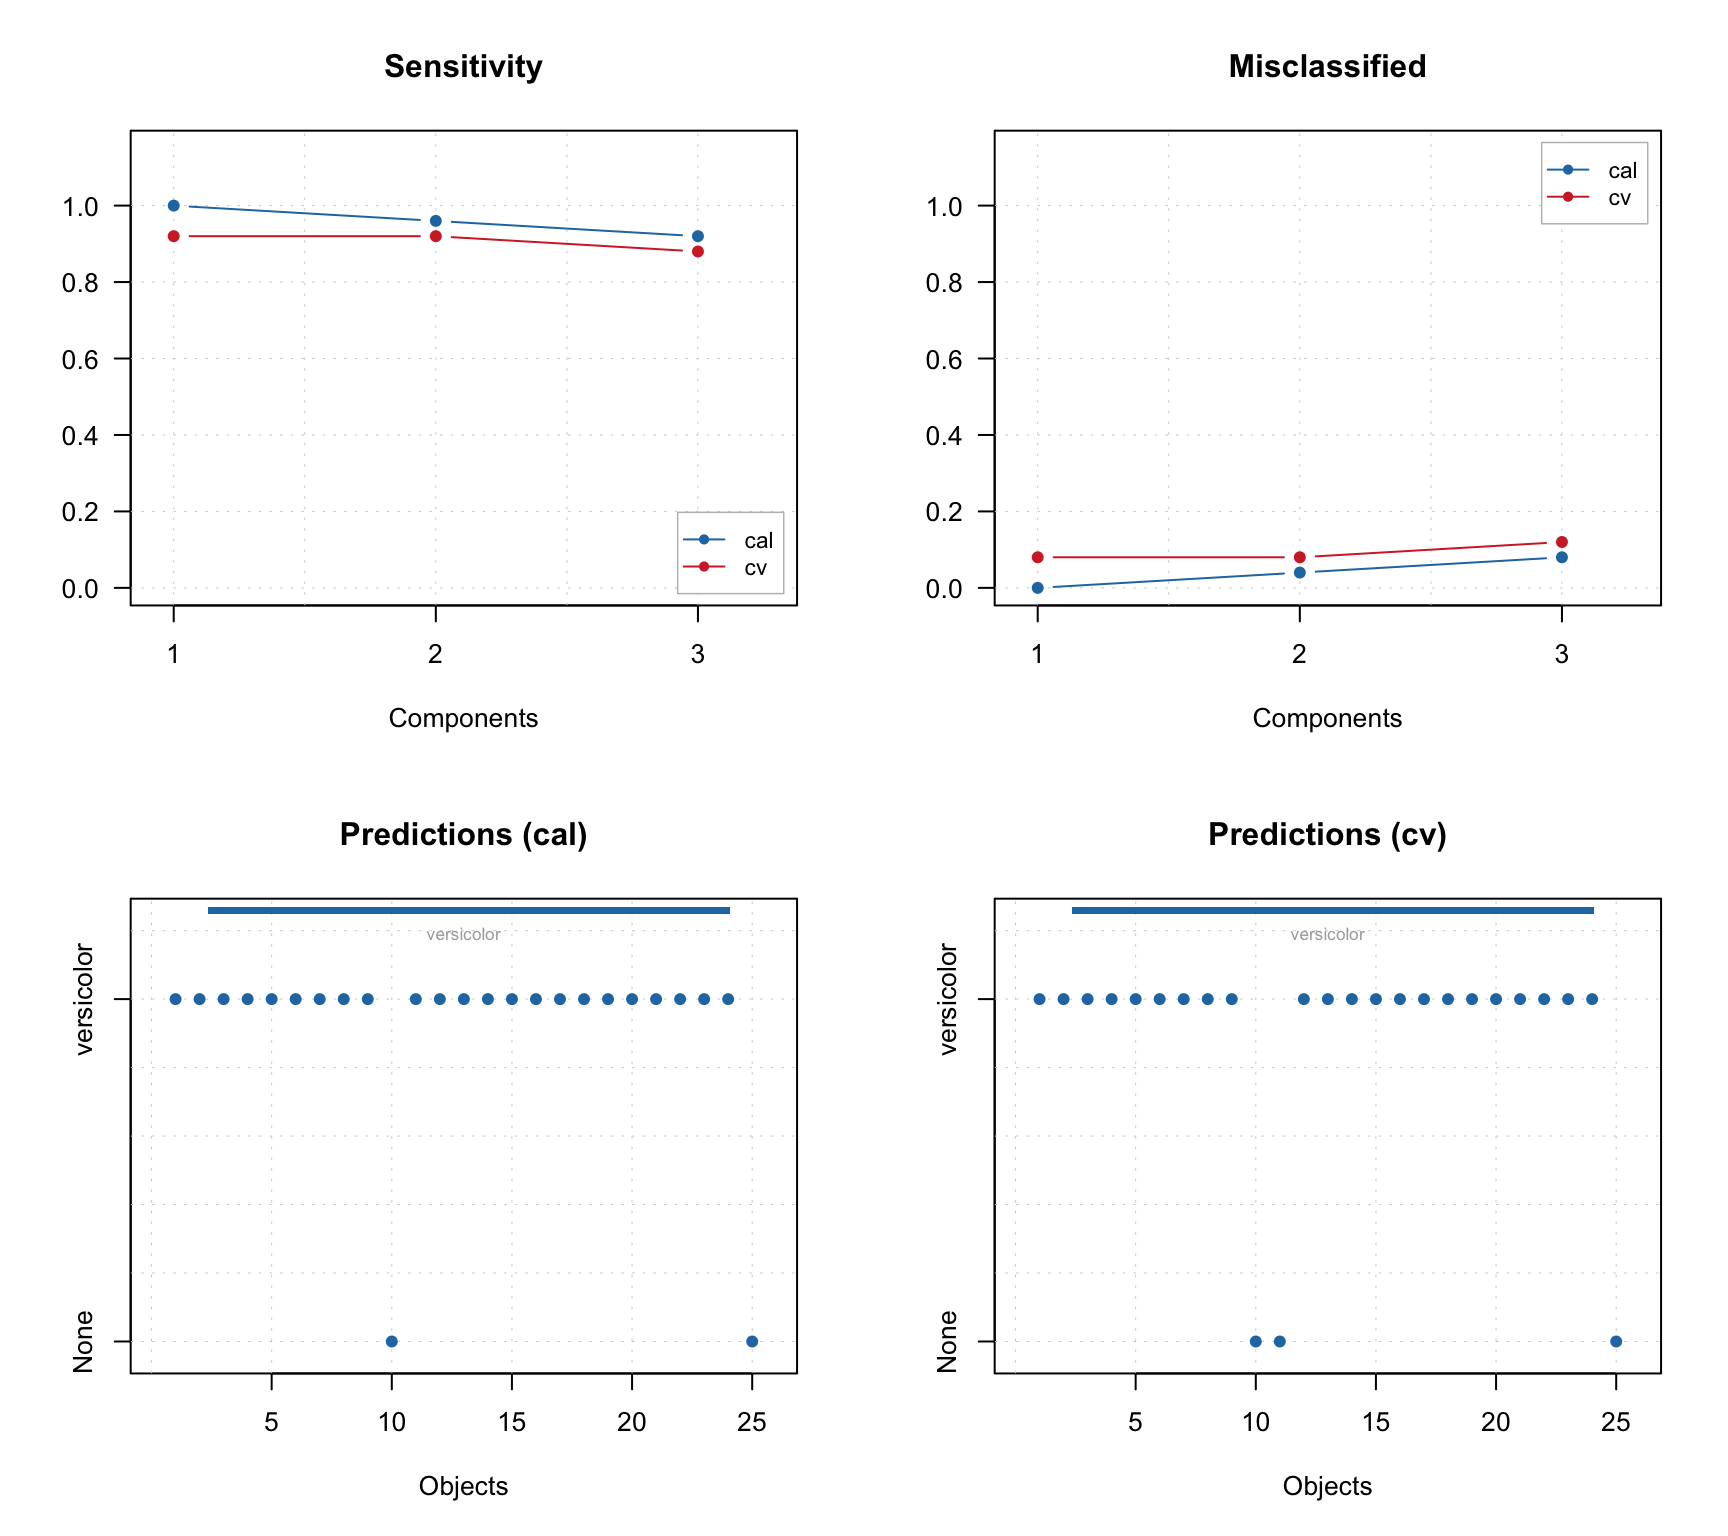 Sensitivity
1.0
0.8
0.6
0.4
0.2
0.0
cal
cv
1 2 3
Components
Misclassified
1.0
0.8
0.6
0.4
0.2
0.0
cal
cv
1 2 3
Components
Predictions (cal)
versicolor
versicolor
None
5 10 15 20 25
Objects
Predictions (cv)
versicolor
versicolor
None
5 10 15 20 25
Objects